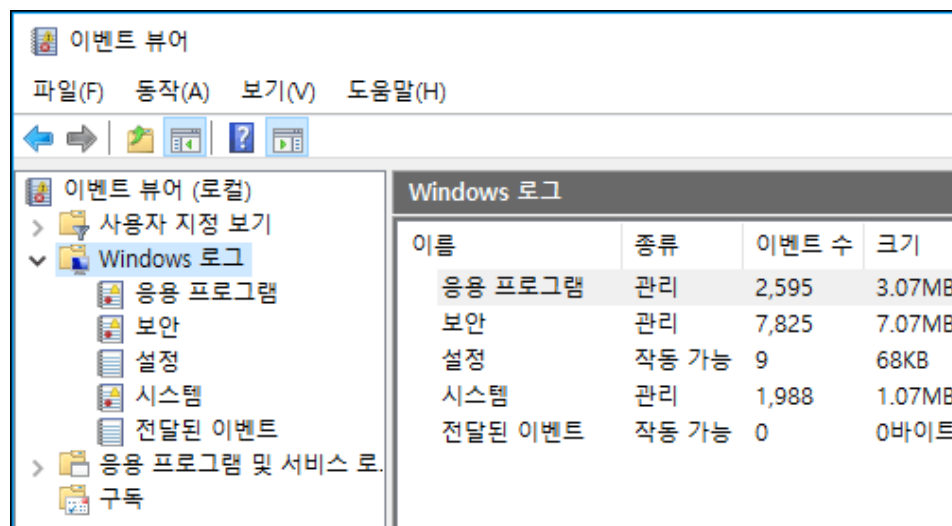 이벤트 뷰어
파일(F) 동작(A) 보기(V) 도움말(H)
이벤트 뷰어 (로컬)
사용자 지정 보기
Windows 로그
응용 프로그램
보안
설정
시스템
전달된 이벤트
응용 프로그램 및 서비스 로.
구독
Windows 로그
이름 종류 이벤트 수 크기
응용 프로그램 관리 2,595 3.07MB
보안 관리 7,825 7.07MB
설정 작동 가능 9 68KB
시스템 관리 1,988 1.07MB
전달된 이벤트 작동 가능 0 0바이트